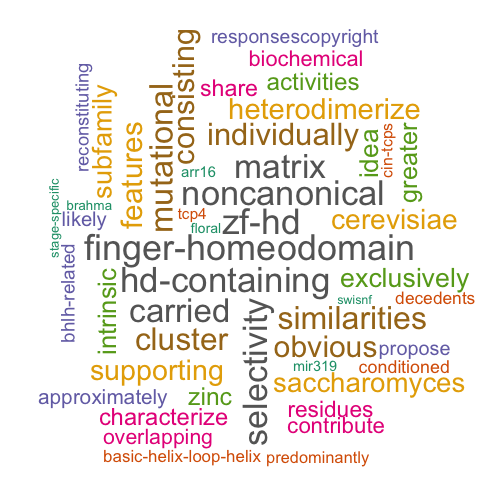 responsescopyright
biochemical
reconstituting
consisting
share
activities
subfamily
mutational
heterodimerize
features
individually
idea
cin-tcps
greater
arr16
matrix
noncanonical
stage-specific
brahma
likely
tcp4
floral
zf-hd
cerevisiae
finger-homeodomain
bhlh-related
intrinsic
hd-containing
exclusively
carried
selectivity
swisnf
decedents
similarities
cluster
obvious
propose
supporting
mir319
conditioned
saccharomyces
approximately
zinc
characterize
residues
contribute
overlapping
basic-helix-loop-helix
predominantly